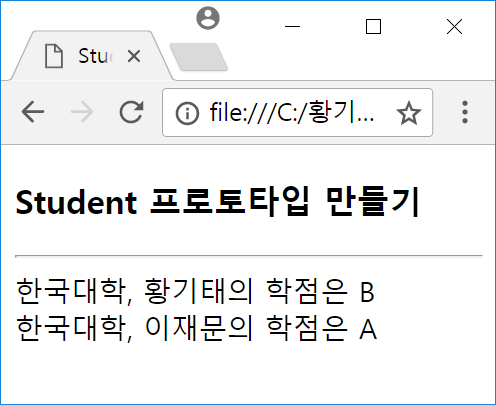 Stu
file:///C:/황기...
Student 프로토타입 만들기
한국대학, 황기태의 학점은 B
한국대학, 이재문의 학점은 A